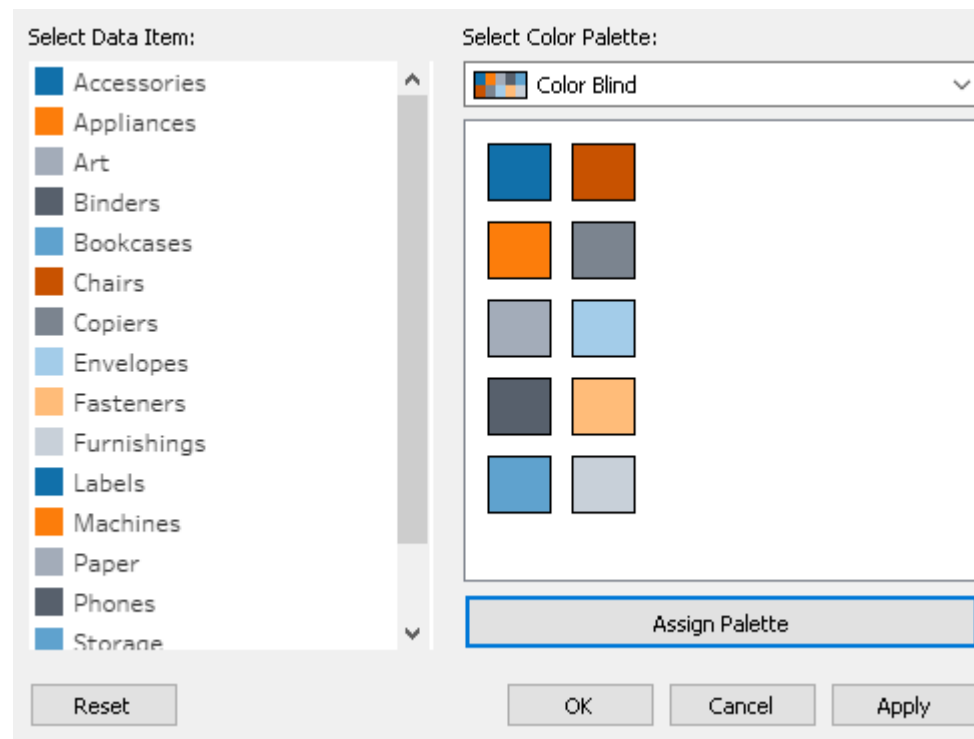 Select Data Item:
Accessories
Appliances
Art
Binders
Bookcases
Chairs
Copiers
Envelopes
Fasteners
Furnishings
Labels
Machines
Paper
Phones
Storage
Select Color Palette:
Color Blind
Assign Palette
Reset
OK
Cancel
Apply